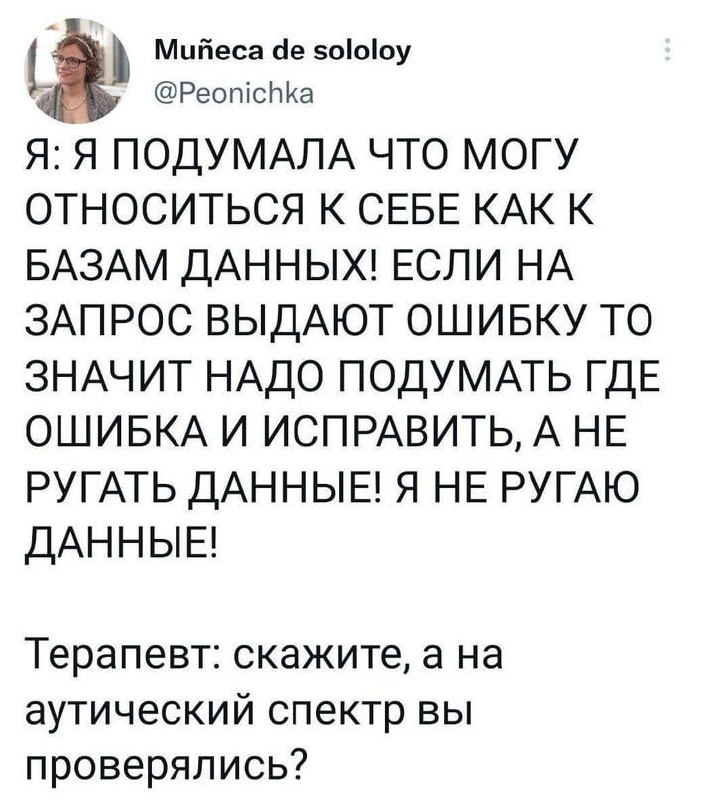 Muñeca de sololoy
@Peonichka
Я: Я ПОДУМАЛА ЧТО МОГУ
ОТНОСИТЬСЯ К СЕБЕ КАК К
БАЗАМ ДАННЫХ! ЕСЛИ НА
ЗАПРОС ВЫДАЮТ ОШИБКУ ТО
ЗНАЧИТ НАДО ПОДУМАТЬ ГДЕ
ОШИБКА И ИСПРАВИТЬ, А НЕ
РУГАТЬ ДАННЫЕ! Я НЕ РУГАЮ
ДАННЫЕ!
Терапевт: скажите, а на
аутический спектр вы
проверялись?